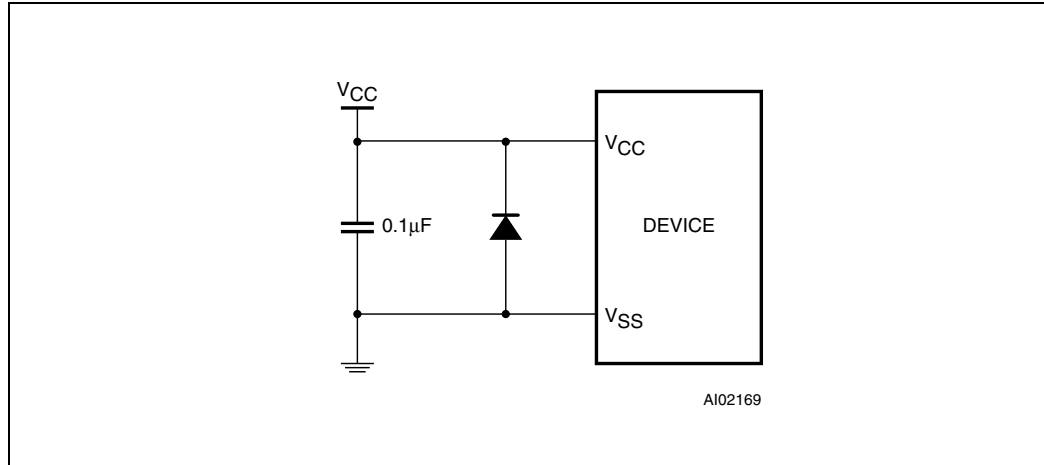 VCC
VCC
0.1μF
DEVICE
VSS
AI02169